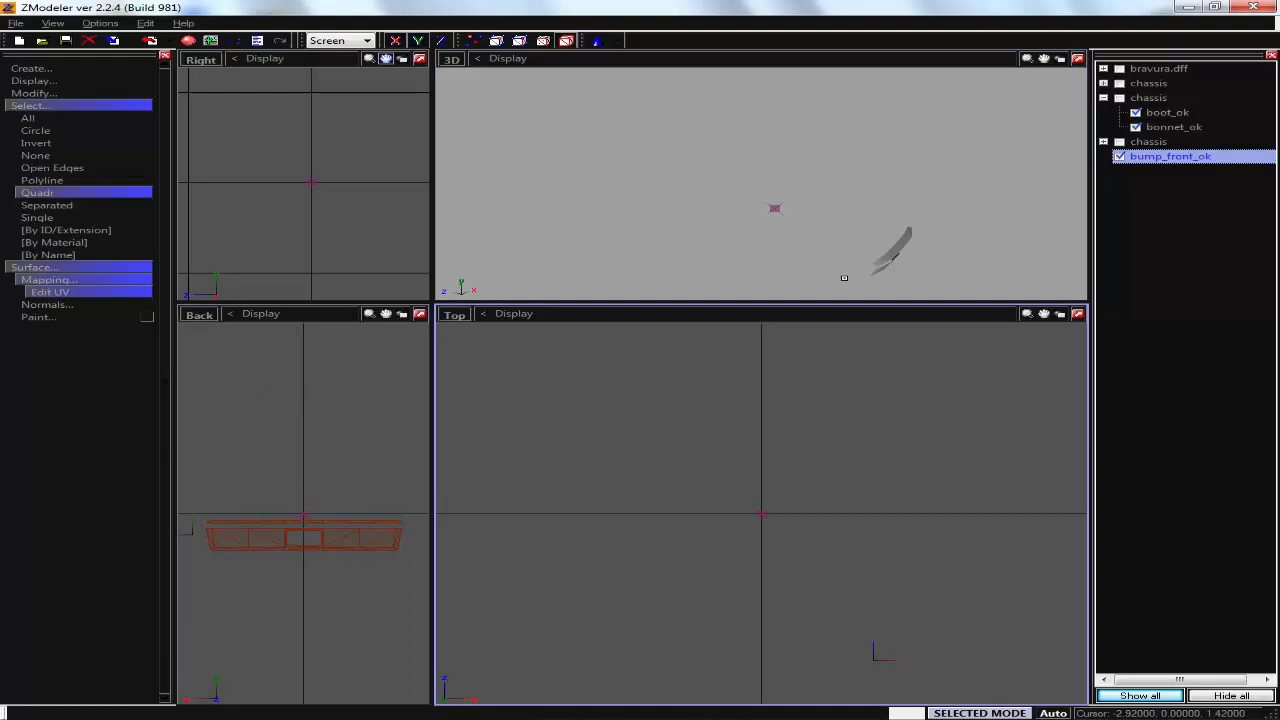 ZModeler ver 2.2.4 (Build 981)
File View Options Edit Help
Screen
Create...
Display...
Modify...
Select...
All
Circle
Invert
None
Open Edges
Polyline
Quadr
Separated
Single
[By ID/Extension]
[By Material]
[By Name]
Surface...
Mapping...
Edit UV
Normals...
Paint...
Right < Display
z
3D < Display
y
z x
Back < Display
Top < Display
bravura.dff
chassis
chassis
boot_ok
bonnet_ok
chassis
bump_front_ok
Show all Hide all
SELECTED MODE Auto Cursor: -2.92000, 0.00000, 1.42000